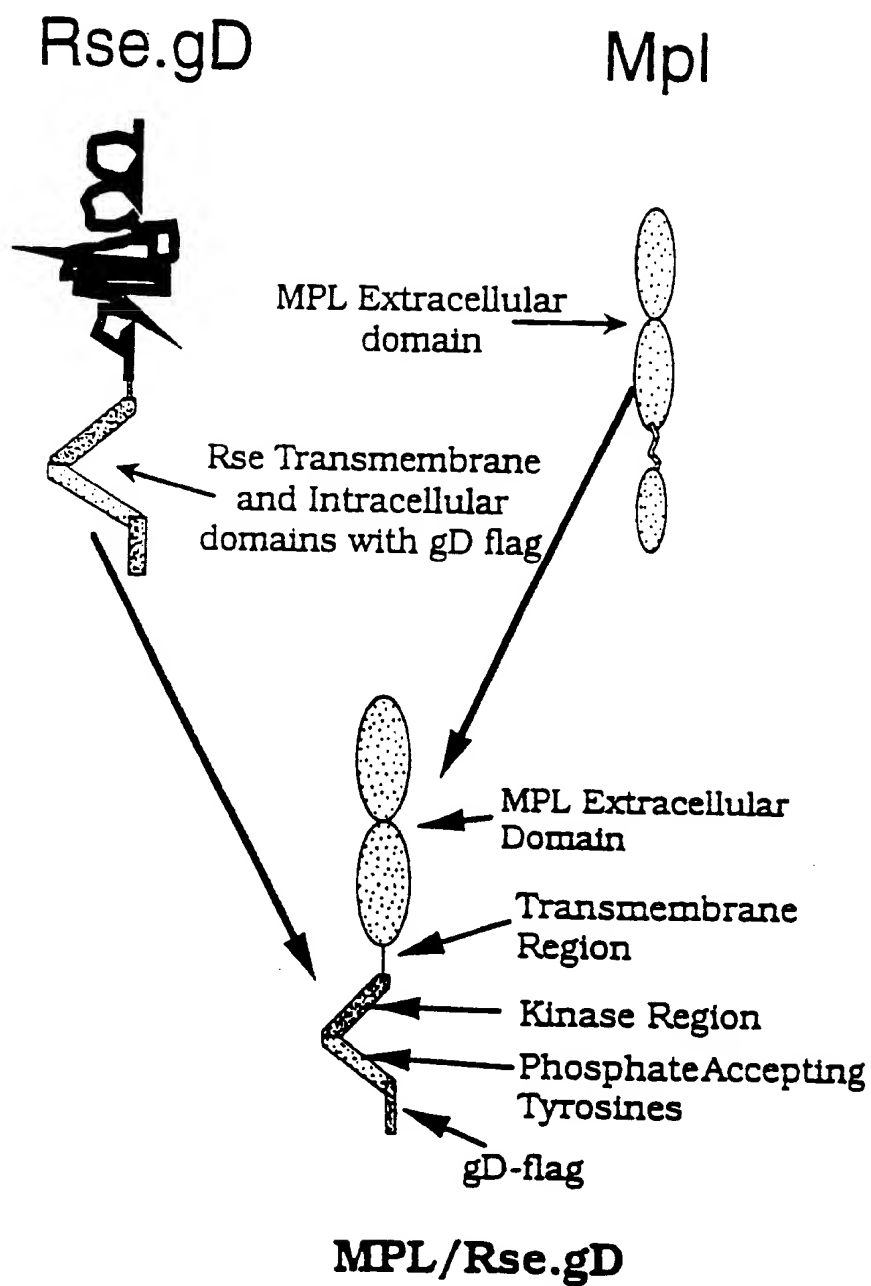 Rse.gD
Mpl
MPL Extracellular
domain
Rse Transmembrane
and Intracellular
domains with gD flag
MPL Extracellular
Domain
Transmembrane
Region
Kinase Region
Phosphate Accepting
Tyrosines
gD-flag
MPL/Rse.gD